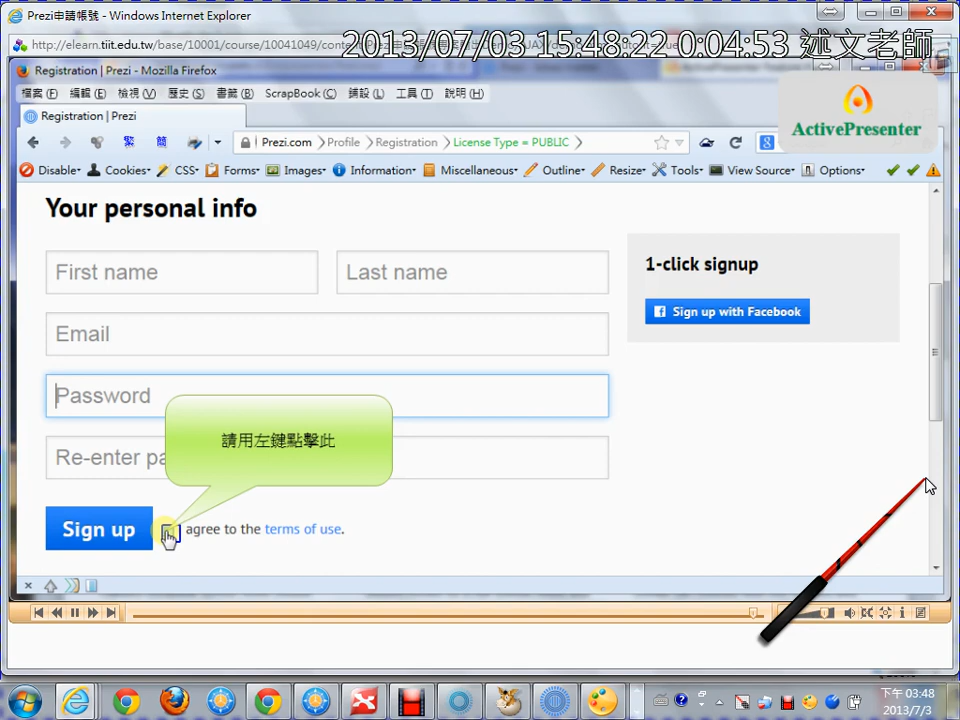 Prezi申請帳號 - Windows Internet Explorer
2013/07/03 15:48:22 0:04:53 述文老師
Registration | Prezi - Mozilla Firefox
檔案(F) 編輯(E) 檢視(V) 歷史(S) 書籤(B) ScrapBook(C) 工具(T) 說明(H)
Registration | Prezi
ActivePresenter
繁 簡 Prezi.com Profile Registration License Type = PUBLIC
Disable Cookies CSS Forms Images Information Miscellaneous Outline Resize Tools View Source Options
Your personal info
First name
Last name
1-click signup
Sign up with Facebook
Email
Password
請用左鍵點擊此
Re-enter pa
Sign up
agree to the terms of use.
下午 03:48
2013/7/3